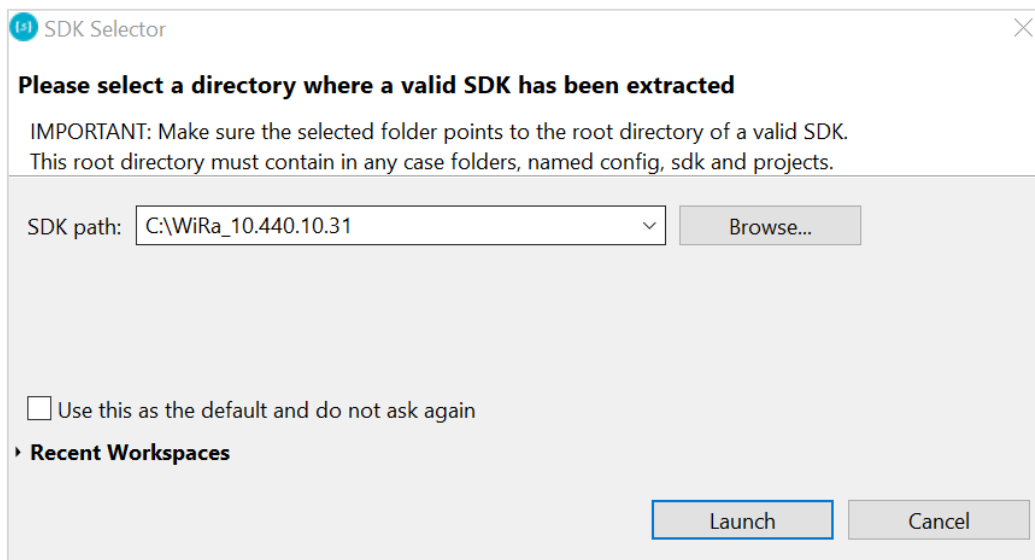 {s} SDK Selector
Please select a directory where a valid SDK has been extracted
IMPORTANT: Make sure the selected folder points to the root directory of a valid SDK.
This root directory must contain in any case folders, named config, sdk and projects.
SDK path: C:\WiRa_10.440.10.31 Browse...
Use this as the default and do not ask again
Recent Workspaces
Launch Cancel